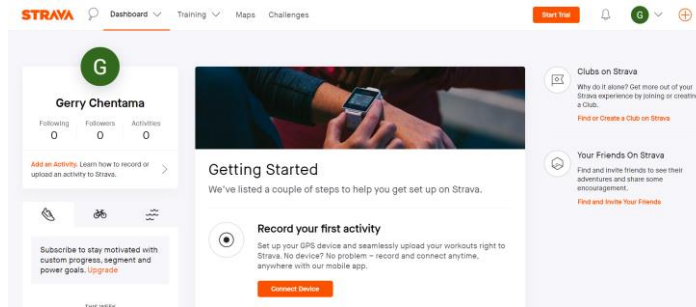 STRAVA Dashboard Training Maps Challenges Start Trial G
G
Gerry Chentama
Following Followers Activities
0 0 0
Add an Activity. Learn how to record or
upload an activity to Strava.
Subscribe to stay motivated with
custom progress, segment and
power goals. Upgrade
THIS WEEK
Getting Started
We've listed a couple of steps to help you get set up on Strava.
Record your first activity
Set up your GPS device and seamlessly upload your workouts right to
Strava. No device? No problem – record and connect anytime,
anywhere with our mobile app.
Connect Device
Clubs on Strava
Why do it alone? Get more out of your
Strava experience by joining or creating
a Club.
Find or Create a Club on Strava
Your Friends On Strava
Find and invite friends to see their
adventures and share some
encouragement.
Find and Invite Your Friends